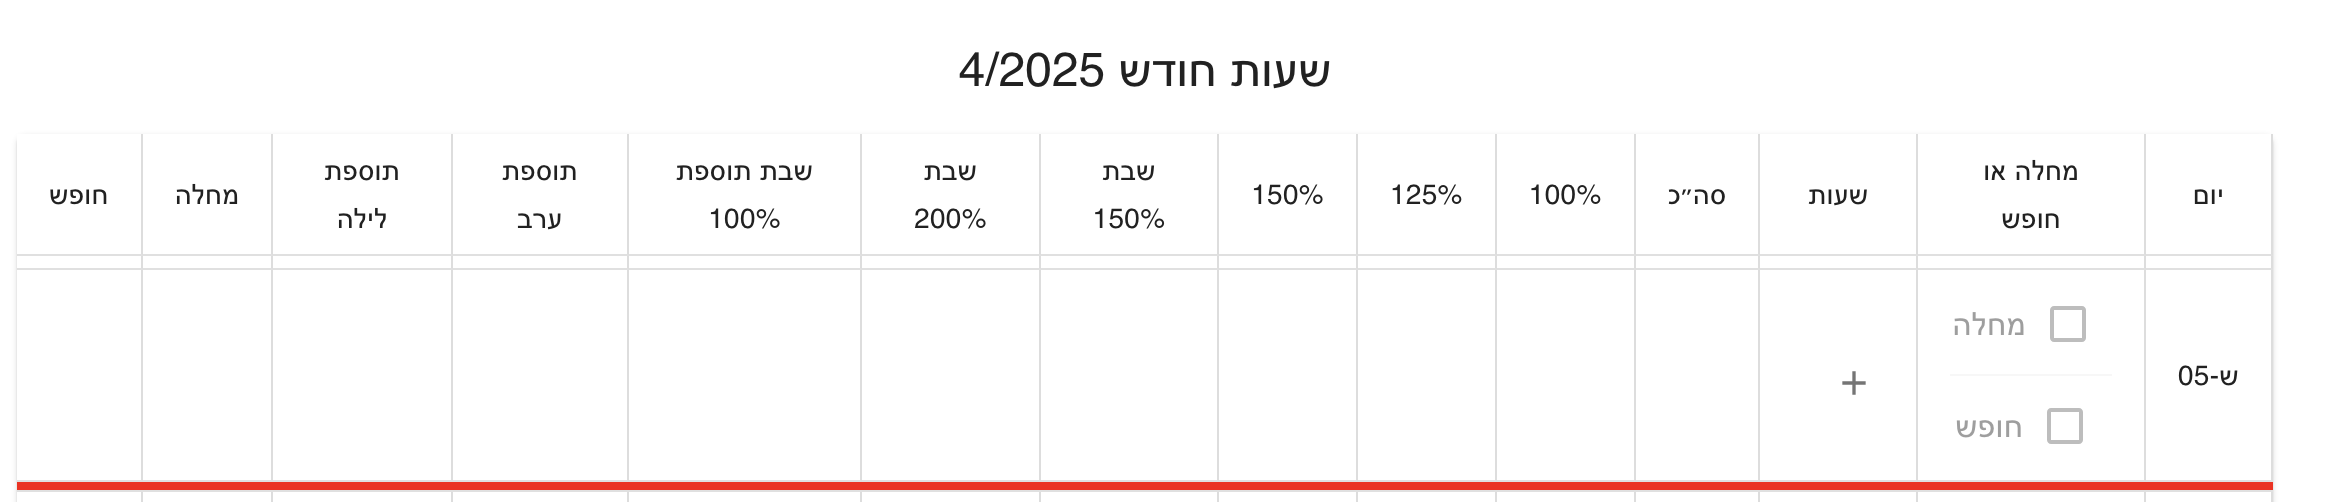 שעות חודש 4/2025
יום
מחלה או
חופש
שעות
סה״כ
100%
125%
150%
שבת
150%
שבת
200%
שבת תוספת
100%
תוספת
ערב
תוספת
לילה
מחלה
חופש
ש-05
מחלה
חופש
+